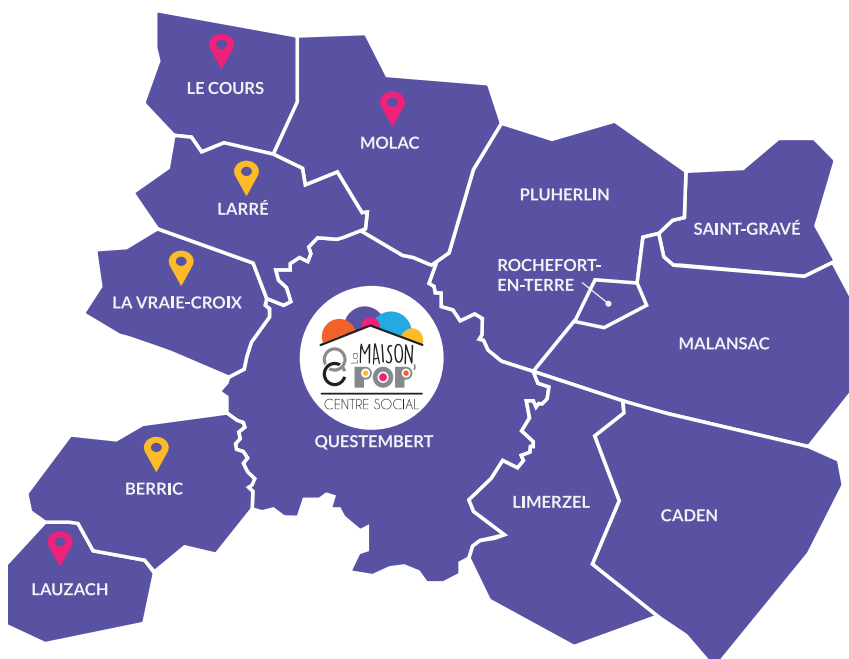 LE COURS
MOLAC
LARRÉ
PLUHERLIN
SAINT-GRAVÉ
ROCHEFORT-
EN-TERRE
LA VRAIE-CROIX
MALANSAC
QC
La MAISON
POP'
CENTRE SOCIAL
QUESTEMBERT
BERRIC
LIMERZEL
CADEN
LAUZACH